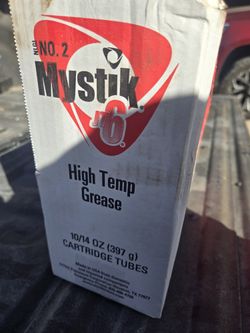 NLGI
NO. 2
Mystik
JT-6
High Temp
Grease
10/14 OZ (397 g)
CARTRIDGE TUBES